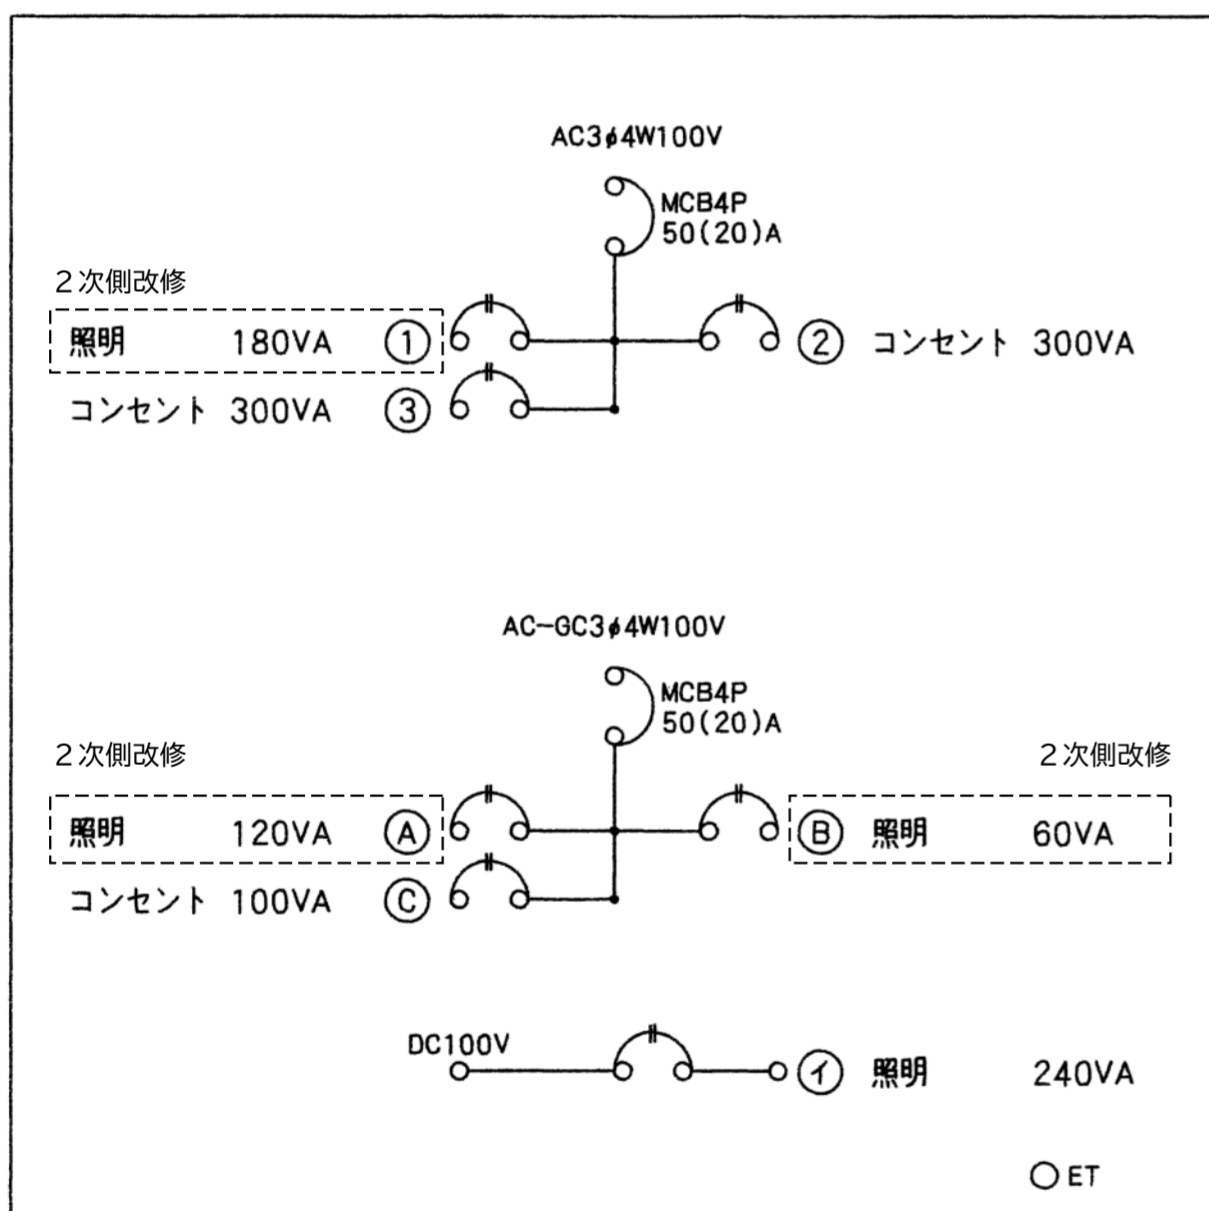 AC3φ4W100V
MCB4P
50(20)A
2次側改修
照明 180VA ① ② コンセント 300VA
コンセント 300VA ③
AC-GC3φ4W100V
MCB4P
50(20)A
2次側改修 2次側改修
照明 120VA Ⓐ Ⓑ 照明 60VA
コンセント 100VA Ⓒ
DC100V
㋑ 照明 240VA
ET